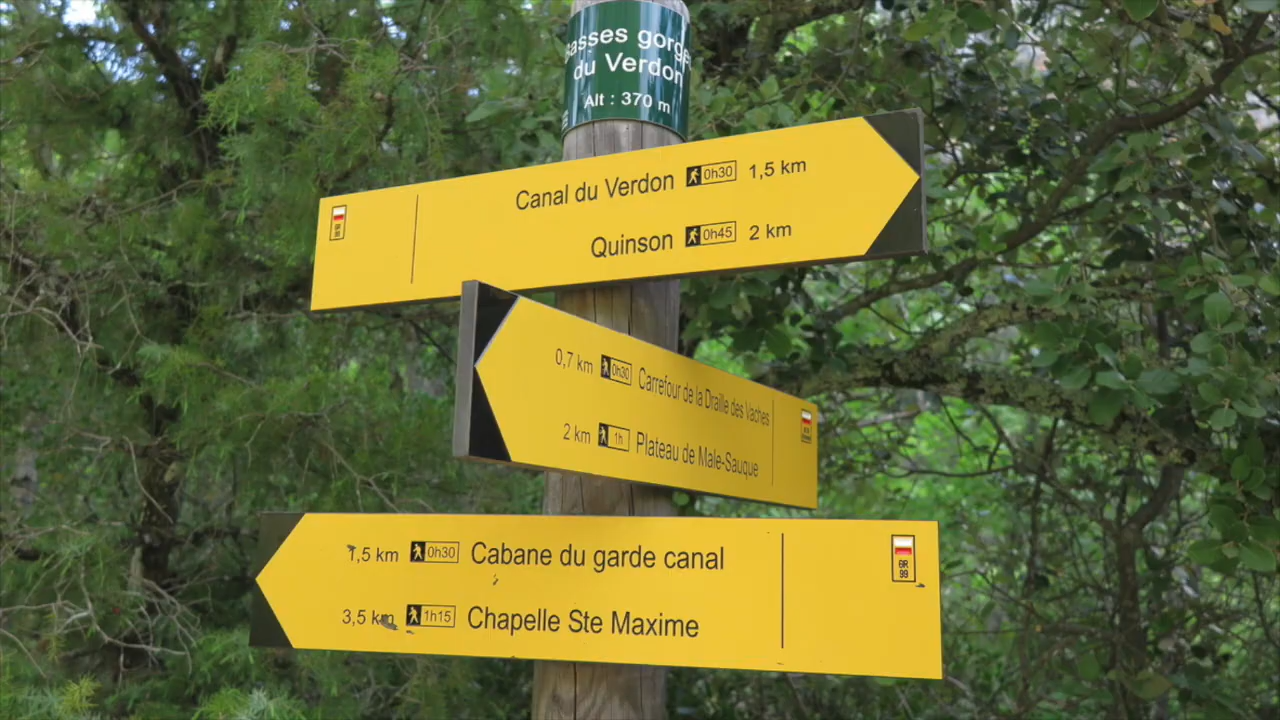 Basses gorges
du Verdon
Alt : 370 m
Canal du Verdon 0h30 1,5 km
Quinson 0h45 2 km
0,7 km 0h30 Carrefour de la Draille des Vaches
2 km 1h Plateau de Male-Sauque
1,5 km 0h30 Cabane du garde canal
3,5 km 1h15 Chapelle Ste Maxime
GR
99